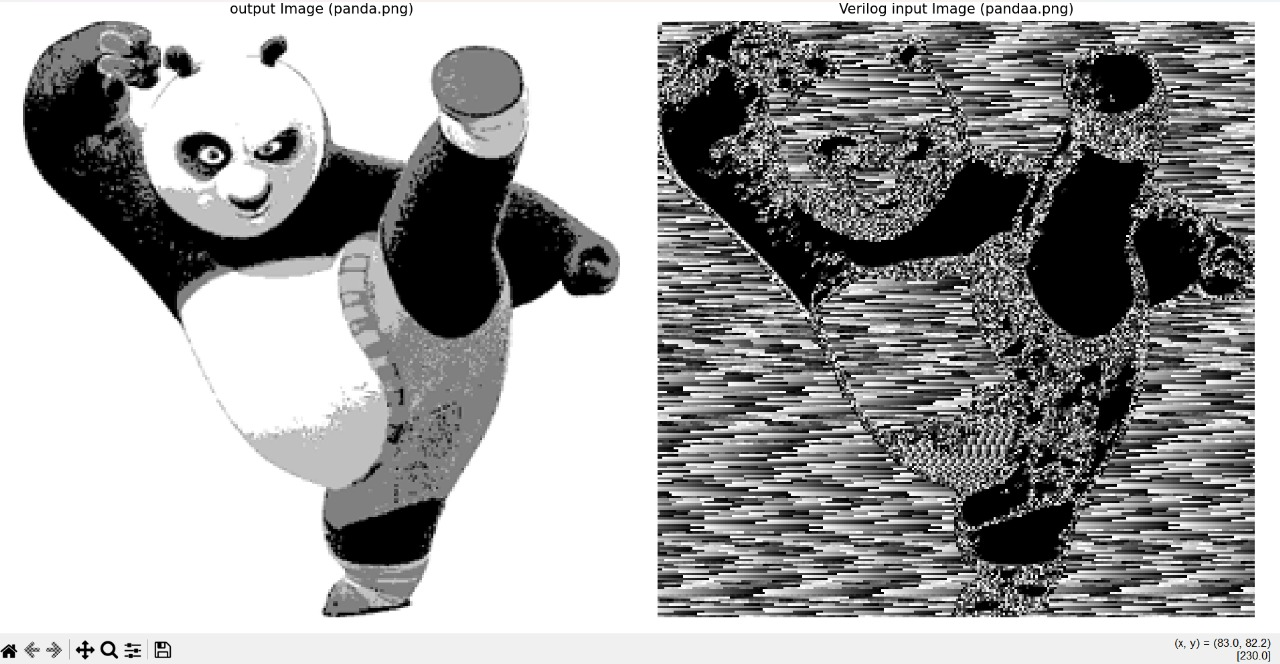 output Image (panda.png)
Verilog input Image (pandaa.png)
(x, y) = (83.0, 82.2)
[230.0]